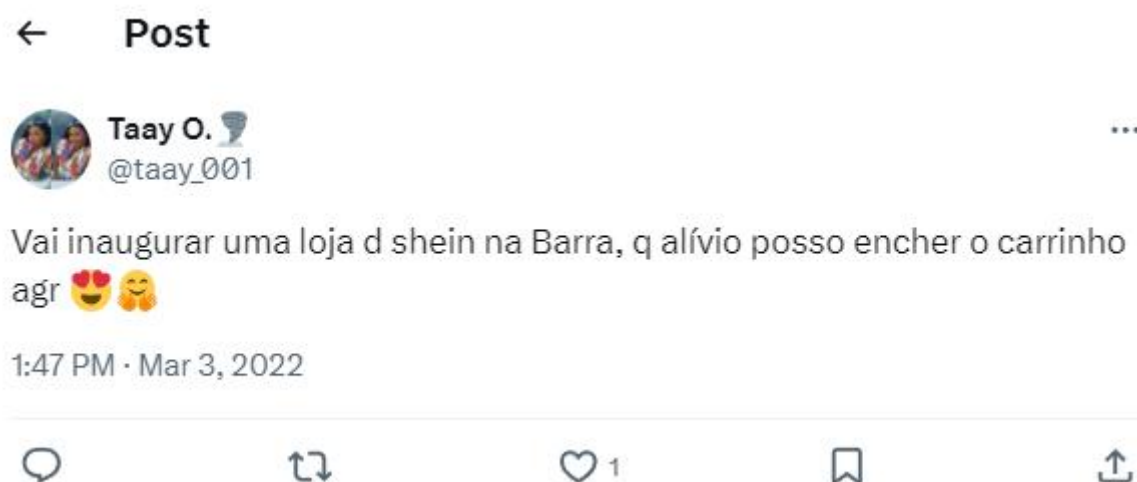 Post
Taay O.
@taay_001
Vai inaugurar uma loja d shein na Barra, q alívio posso encher o carrinho
agr 😍🤗
1:47 PM · Mar 3, 2022
1